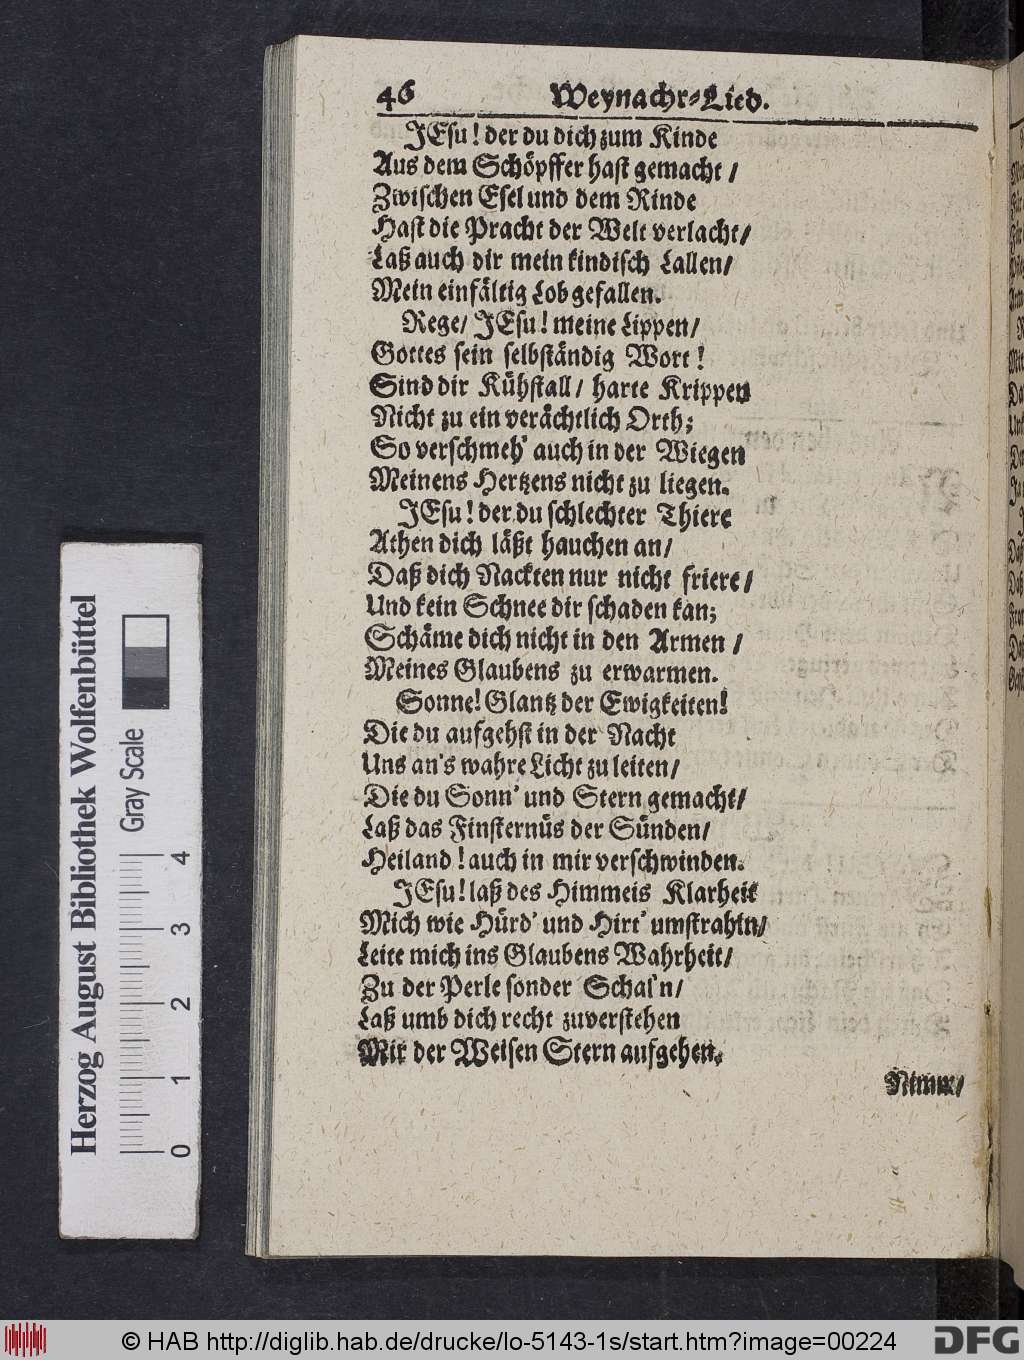 46 Weynachr-Lied.
JEsu! der du dich zum Kinde
Aus dem Schöpffer hast gemacht /
Zwischen Esel und dem Rinde
Hast die Pracht der Welt verlacht/
Laß auch dir mein kindisch Lallen/
Mein einfältig Lob gefallen.
Rege/ JEsu! meine Lippen/
Gottes sein selbständig Wort!
Sind dir Kühstall/ harte Krippen
Nicht zu ein verächtlich Orth;
So verschmeh' auch in der Wiegen
Meinens Hertzens nicht zu liegen.
JEsu! der du schlechter Thiere
Athen dich läßt hauchen an/
Daß dich Nackten nur nicht friere/
Und kein Schnee dir schaden kan;
Schäme dich nicht in den Armen /
Meines Glaubens zu erwarmen.
Sonne! Glantz der Ewigkeiten!
Die du aufgehst in der Nacht
Uns an's wahre Licht zu leiten/
Die du Sonn' und Stern gemacht/
Laß das Finsternüs der Sünden/
Heiland! auch in mir verschwinden.
JEsu! laß des Himmels Klarheit
Mich wie Hürd' und Hirt' umstrahln/
Leite mich ins Glaubens Wahrheit/
Zu der Perle sonder Schal'n/
Laß umb dich recht zuverstehen
Mir der Weisen Stern aufgehen.
Nimm/
Herzog August Bibliothek Wolfenbüttel
Gray Scale
0 1 2 3 4
© HAB http://diglib.hab.de/drucke/lo-5143-1s/start.htm?image=00224
DFG